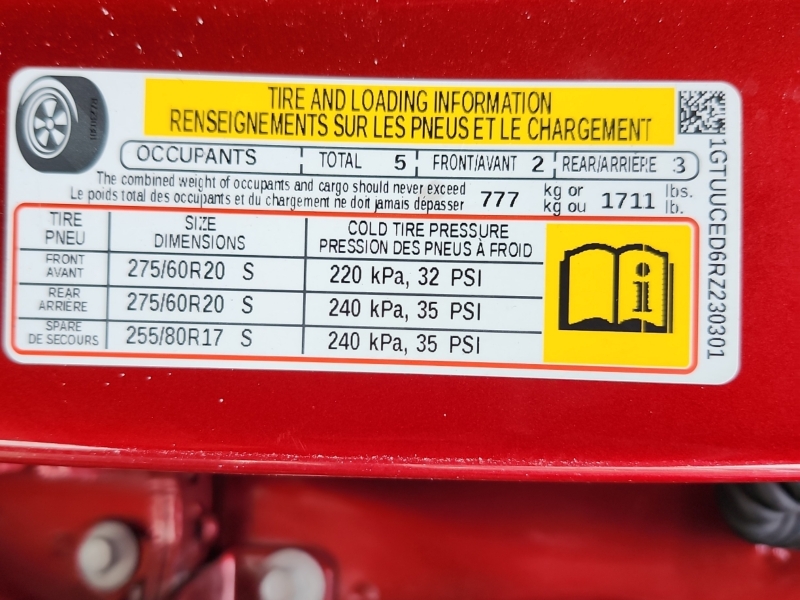 TIRE AND LOADING INFORMATION
RENSEIGNEMENTS SUR LES PNEUS ET LE CHARGEMENT
OCCUPANTS TOTAL 5 FRONT/AVANT 2 REAR/ARRIÈRE 3
The combined weight of occupants and cargo should never exceed 777 kg or 1711 lbs.
Le poids total des occupants et du chargement ne doit jamais dépasser kg ou lb.
TIRE PNEU SIZE DIMENSIONS COLD TIRE PRESSURE PRESSION DES PNEUS À FROID
FRONT AVANT 275/60R20 S 220 kPa, 32 PSI
REAR ARRIÈRE 275/60R20 S 240 kPa, 35 PSI
SPARE DE SECOURS 255/80R17 S 240 kPa, 35 PSI
1GTUUCED6RZ230301